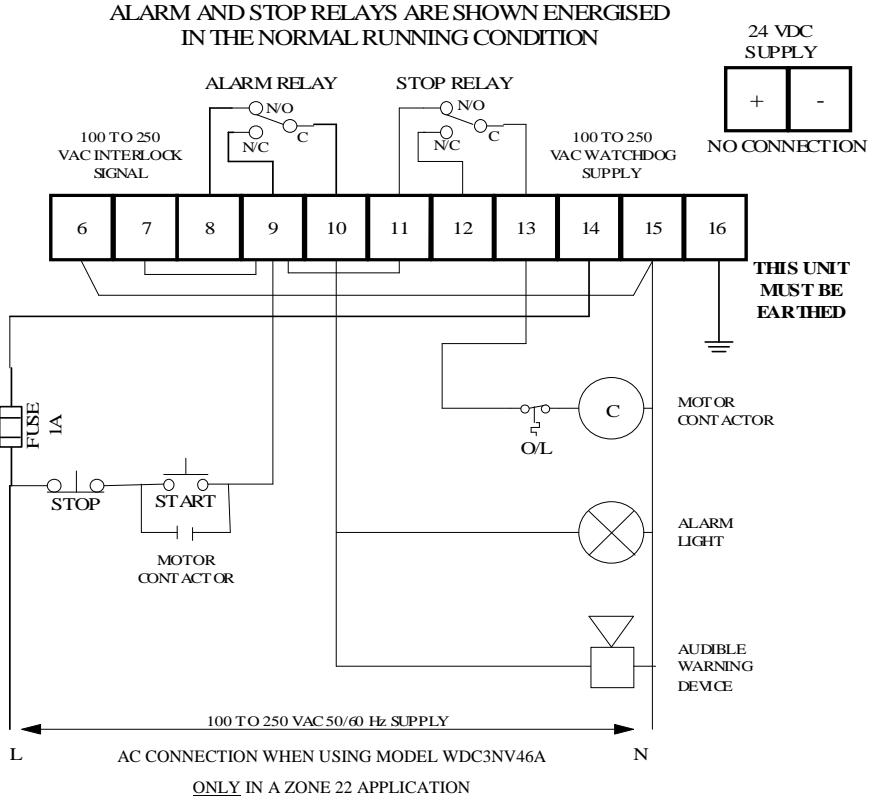 ALARM AND STOP RELAYS ARE SHOWN ENERGISED
IN THE NORMAL RUNNING CONDITION
24 VDC
SUPPLY
+ -
NO CONNECTION
ALARM RELAY
N/O
N/C
C
STOP RELAY
N/O
N/C
C
100 TO 250
VAC INTERLOCK
SIGNAL
100 TO 250
VAC WATCHDOG
SUPPLY
6 7 8 9 10 11 12 13 14 15 16
THIS UNIT
MUST BE
EARTHED
FUSE
1A
STOP
START
MOTOR
CONTACTOR
O/L
C
MOTOR
CONTACTOR
ALARM
LIGHT
AUDIBLE
WARNING
DEVICE
100 TO 250 VAC 50/60 Hz SUPPLY
L
N
AC CONNECTION WHEN USING MODEL WDC3NV46A
ONLY IN A ZONE 22 APPLICATION